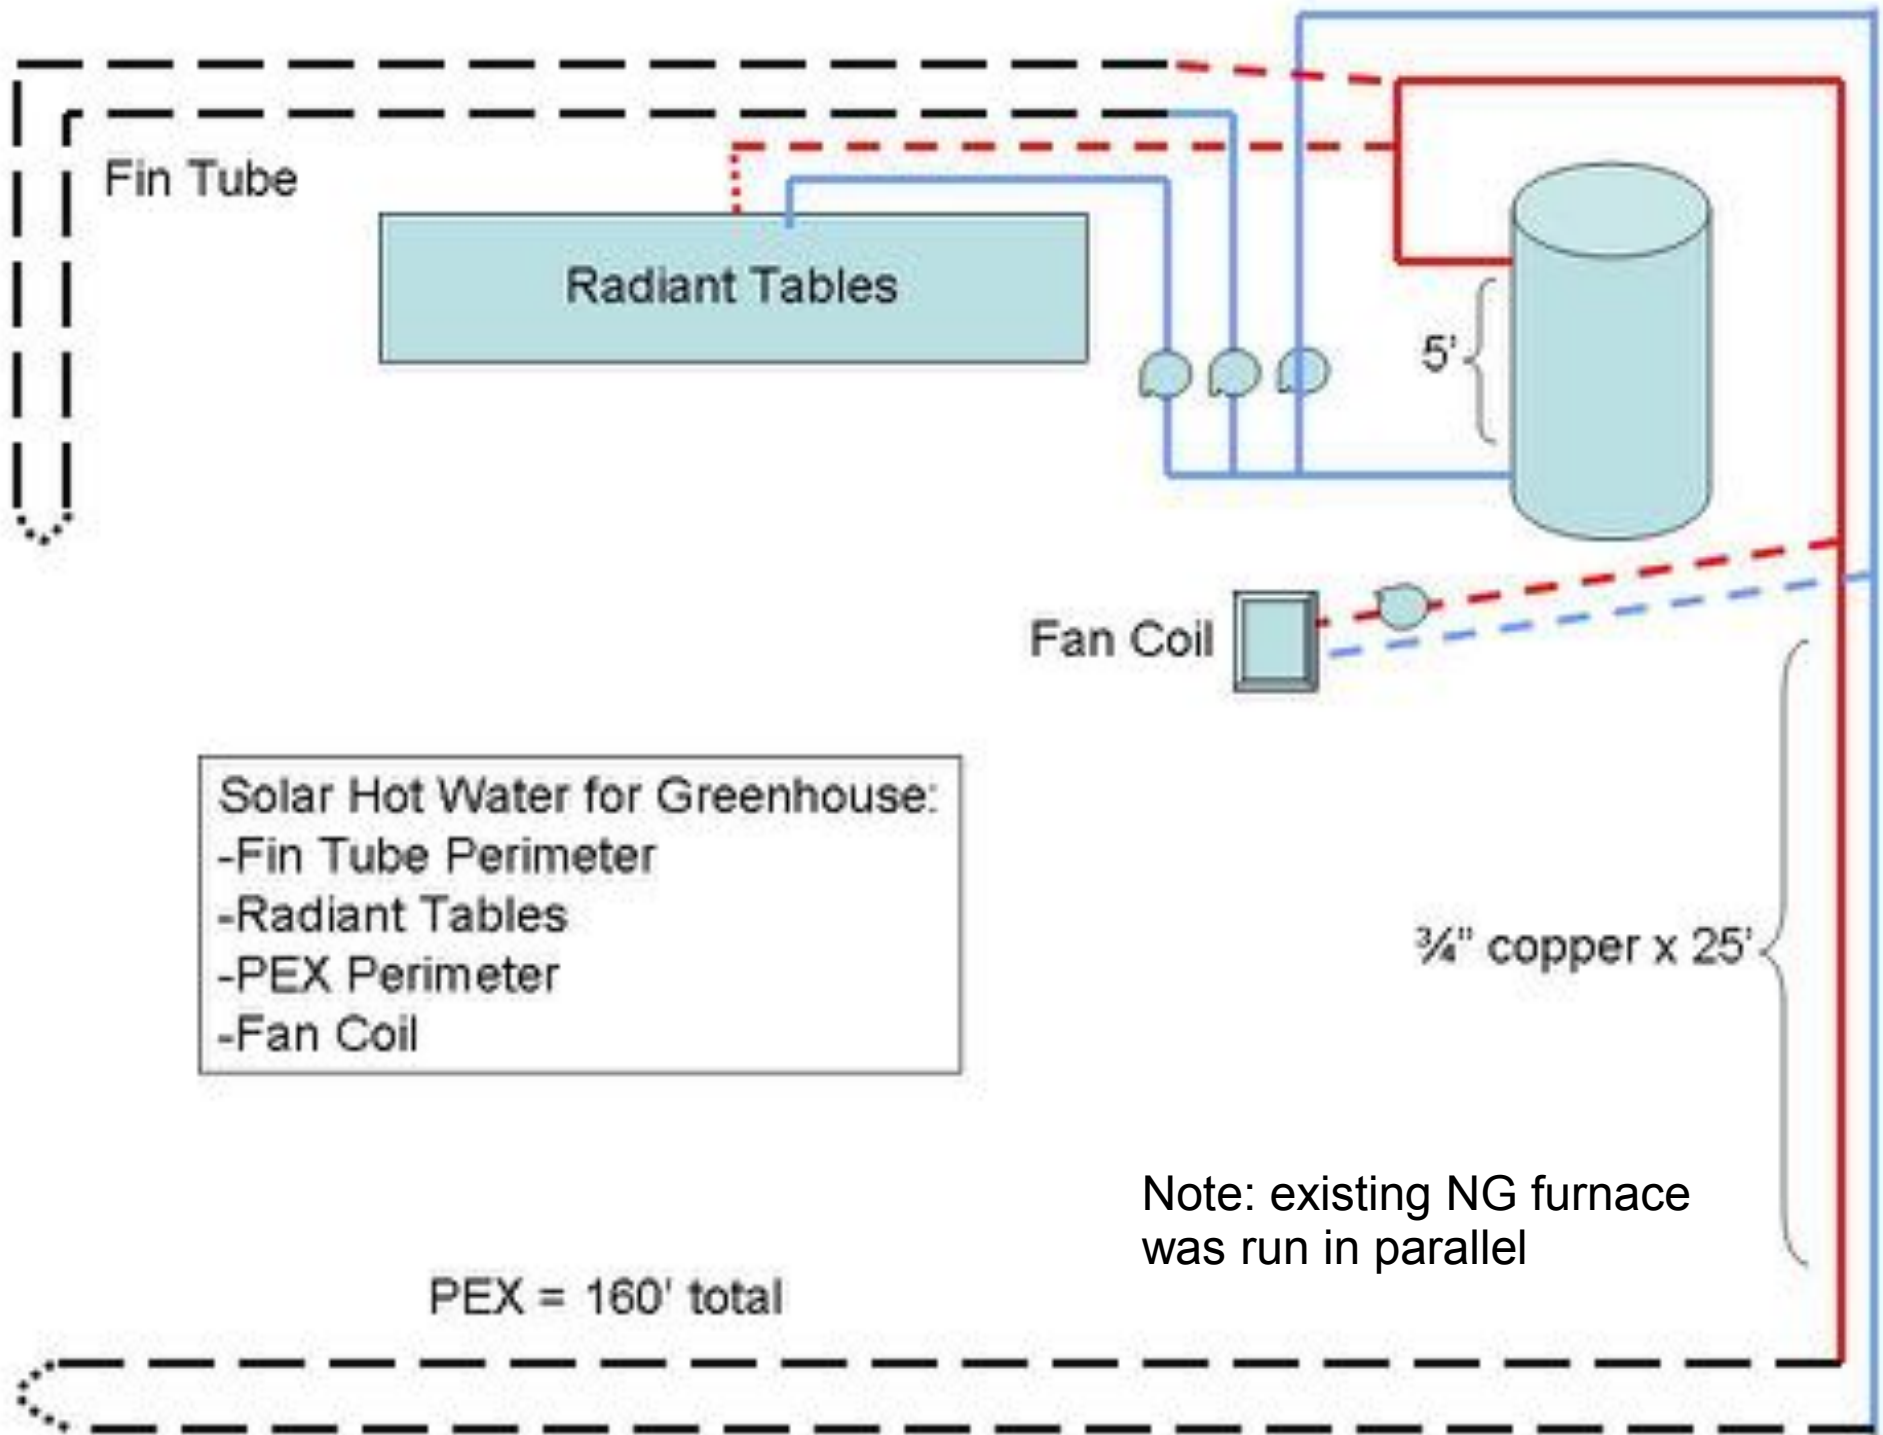 Fin Tube
Radiant Tables
5'
Fan Coil
Solar Hot Water for Greenhouse:
-Fin Tube Perimeter
-Radiant Tables
-PEX Perimeter
-Fan Coil
¾" copper x 25'
Note: existing NG furnace
was run in parallel
PEX = 160' total